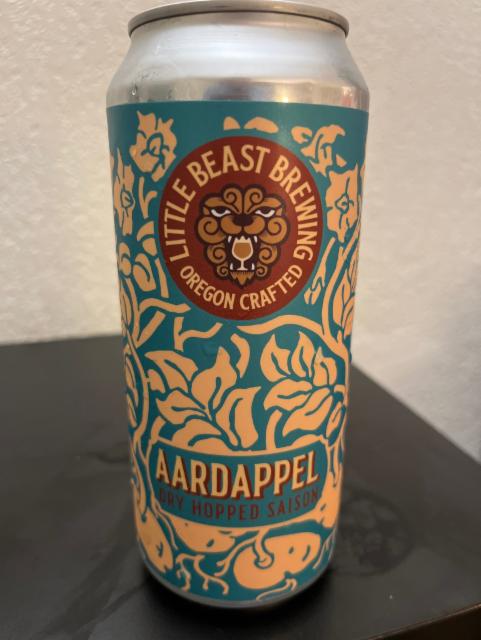 LITTLE BEAST BREWING
OREGON CRAFTED
AARDAPPEL
DRY HOPPED SAISON